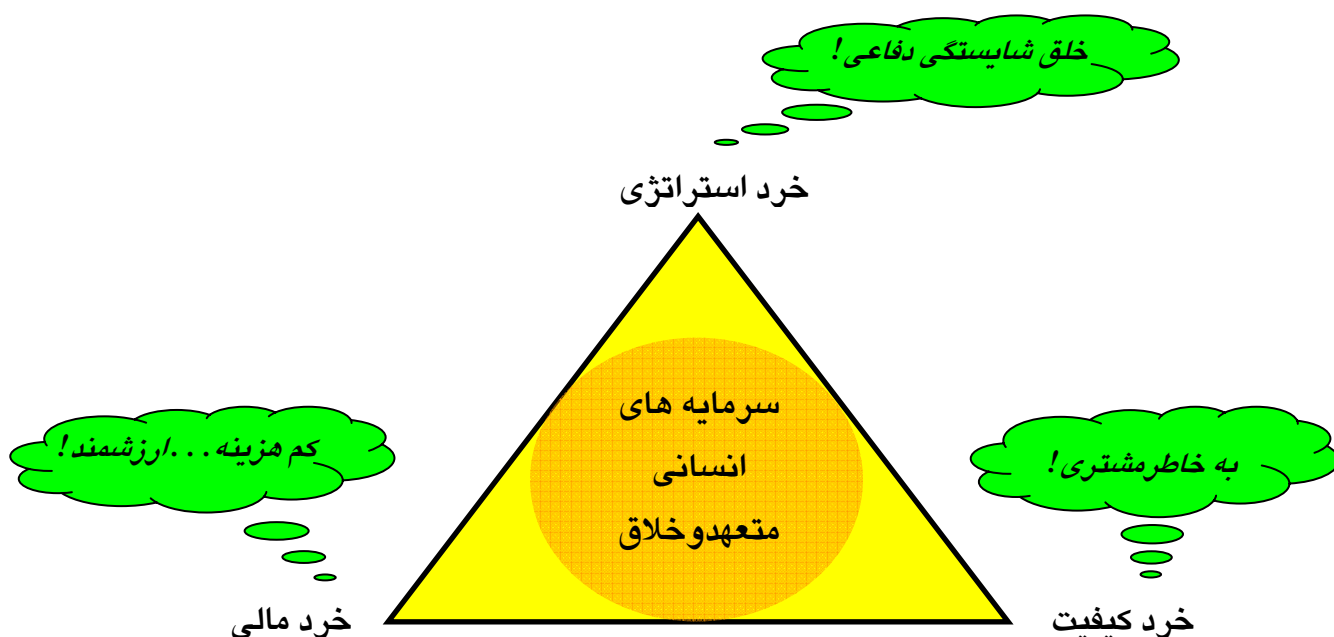 خلق شایستگی دفاعی!
خرد استراتژی
سرمایه های
انسانی
متعهدوخلاق
به خاطرمشتری!
کم هزینه...ارزشمند!
خرد کیفیت
خرد مالی